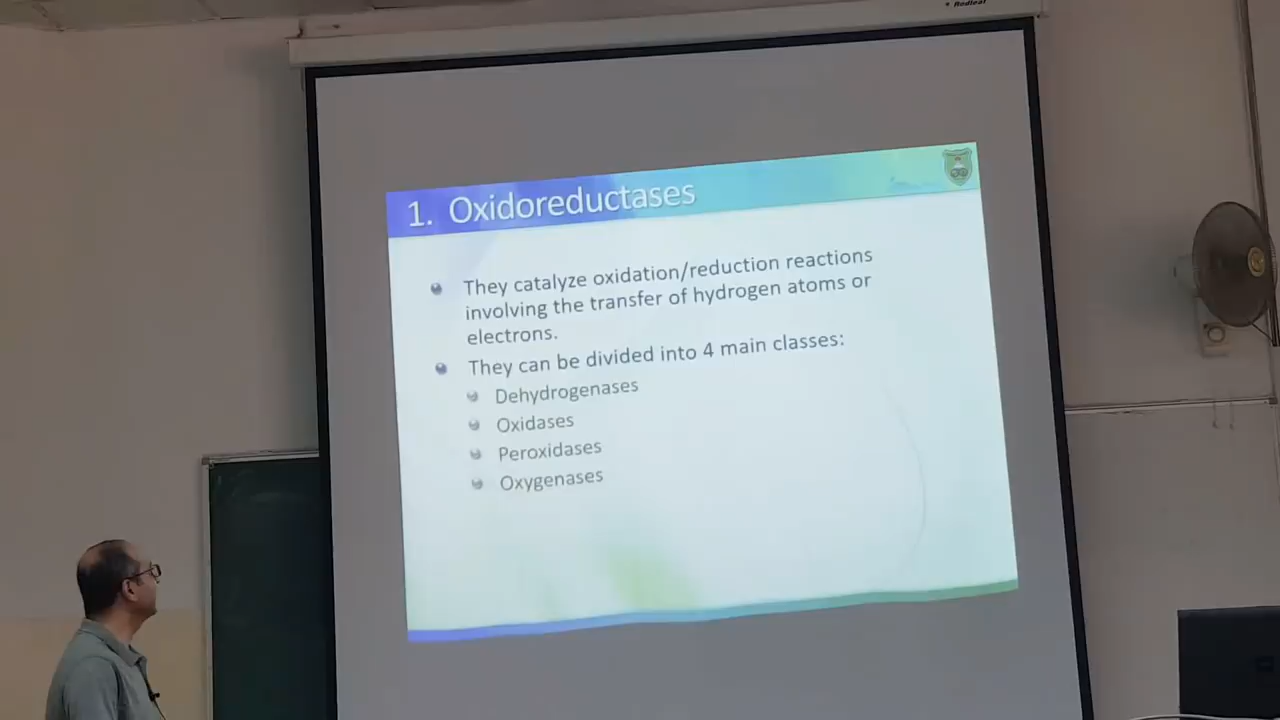 Redleaf
1. Oxidoreductases
They catalyze oxidation/reduction reactions
involving the transfer of hydrogen atoms or
electrons.
They can be divided into 4 main classes:
Dehydrogenases
Oxidases
Peroxidases
Oxygenases